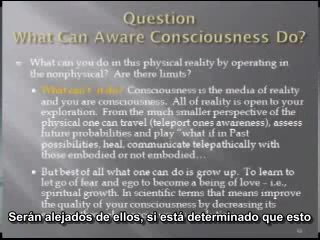 Question
What Can Aware Consciousness Do?
What can you do in this physical reality by operating in
the nonphysical?  Are there limits?
What can't it do? Consciousness is the media of reality
and you are consciousness.  All of reality is open to your
exploration.  From the much smaller perspective of the
physical one can travel (teleport ones awareness), assess
future probabilities and play "what if in Past
possibilities, heal, communicate telepathically with
those embodied or not embodied…
But best of all what one can do is grow up.  To learn to
let go of fear and ego to become a being of love – i.e.,
spiritual growth. In scientific terms that means improve
the quality of your consciousness by decreasing its
Serán alejados de ellos, si está determinado que esto